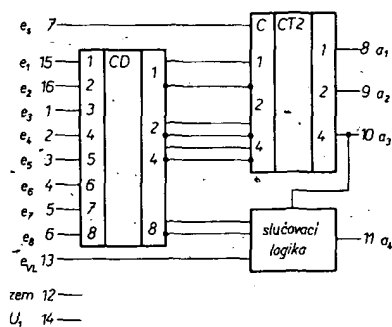 eₛ 7 C CT2
1 8 a₁
e₁ 15 1 CD 1 1
e₂ 16 2 2 9 a₂
e₃ 1 3 2
e₄ 2 4 2 4 10 a₃
e₅ 3 5 4 4
e₆ 4 6
e₇ 5 7
e₈ 6 8 8 slučovací 11 a₄
e_VL 13 logika
zem 12
U₁ 14